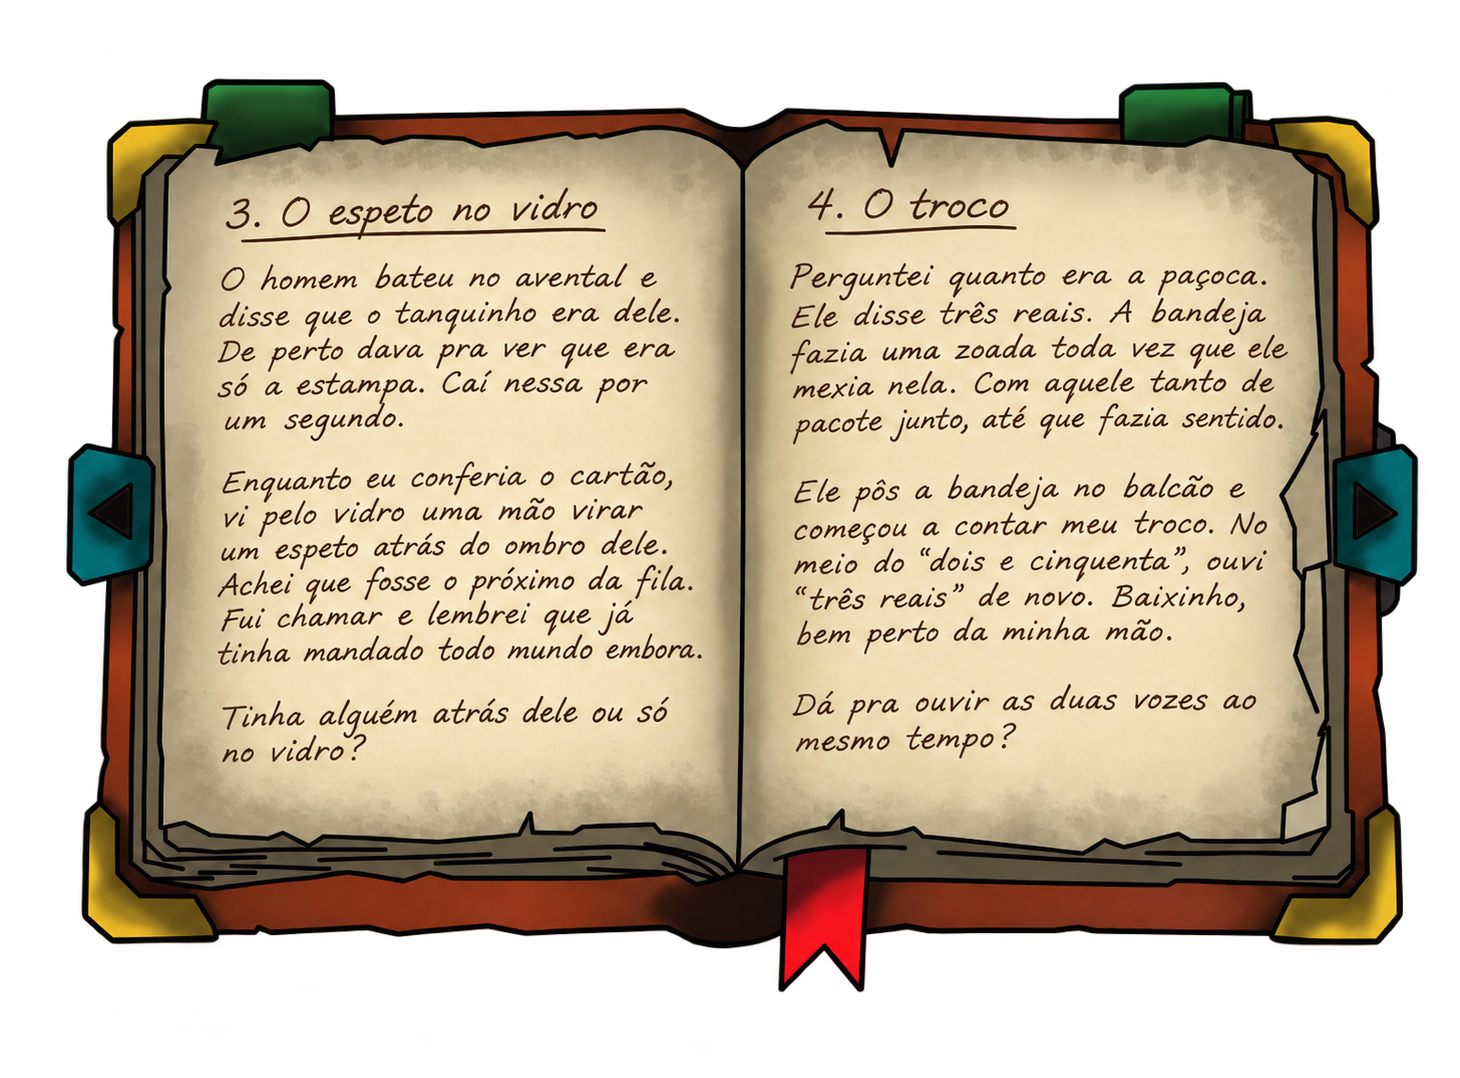 3. O espeto no vidro
O homem bateu no avental e
disse que o tanquinho era dele.
De perto dava pra ver que era
só a estampa. Caí nessa por
um segundo.
Enquanto eu conferia o cartão,
vi pelo vidro uma mão virar
um espeto atrás do ombro dele.
Achei que fosse o próximo da fila.
Fui chamar e lembrei que já
tinha mandado todo mundo embora.
Tinha alguém atrás dele ou só
no vidro?
4. O troco
Perguntei quanto era a paçoca.
Ele disse três reais. A bandeja
fazia uma zoada toda vez que ele
mexia nela. Com aquele tanto de
pacote junto, até que fazia sentido.
Ele pôs a bandeja no balcão e
começou a contar meu troco. No
meio do “dois e cinquenta”, ouvi
“três reais” de novo. Baixinho,
bem perto da minha mão.
Dá pra ouvir as duas vozes ao
mesmo tempo?